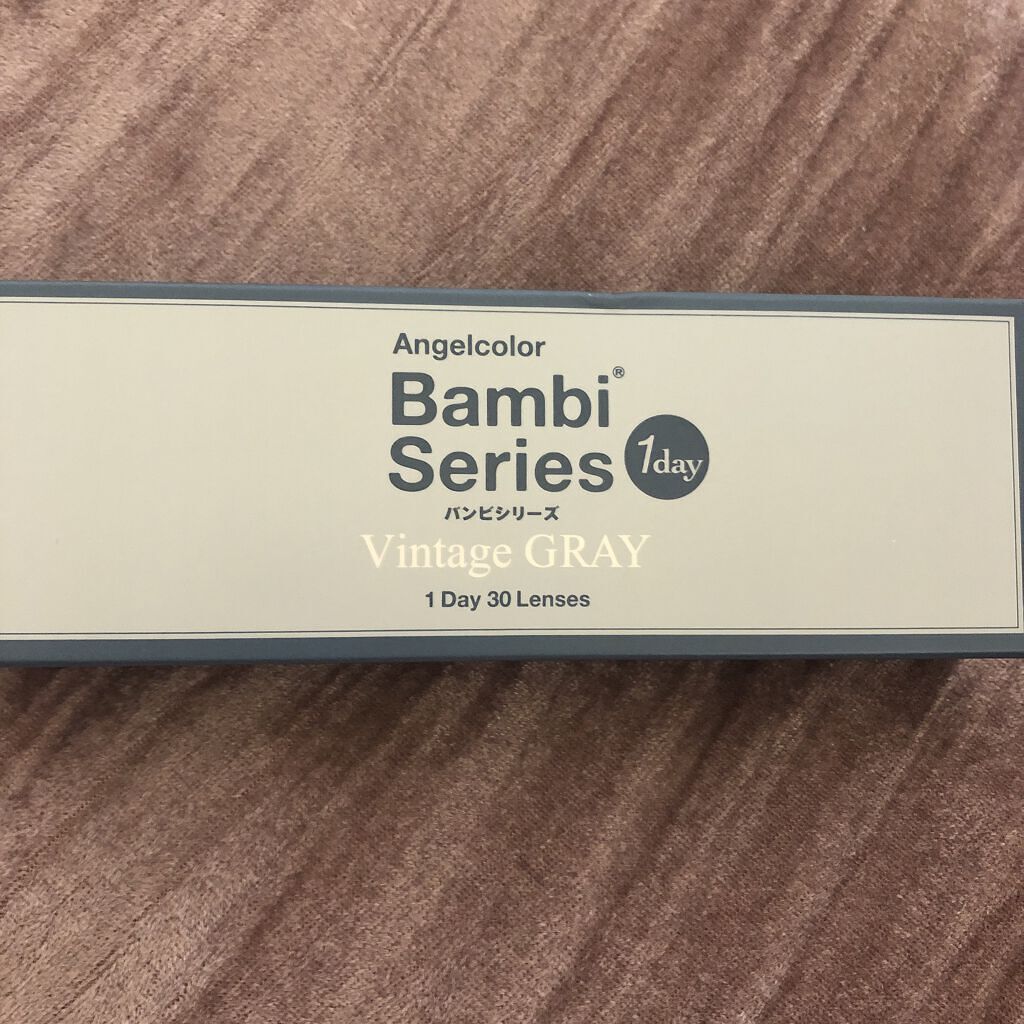 Angelcolor
Bambi®
Series 1day
バンビシリーズ
Vintage GRAY
1 Day 30 Lenses